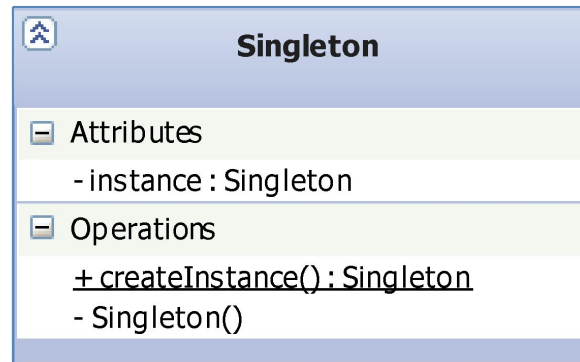 Singleton
Attributes
- instance : Singleton
Operations
+ createInstance() : Singleton
- Singleton()